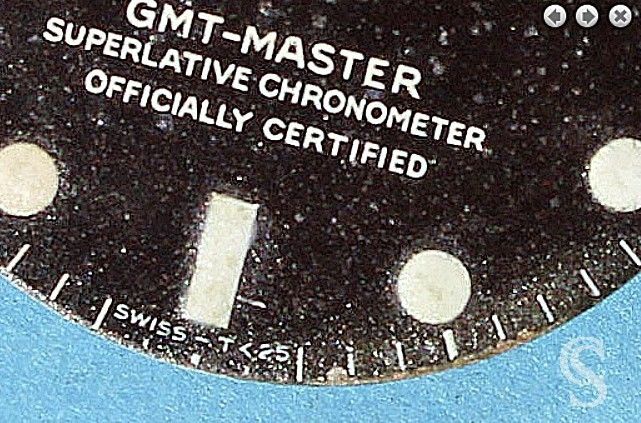 GMT-MASTER
SUPERLATIVE CHRONOMETER
OFFICIALLY CERTIFIED
SWISS - T<25